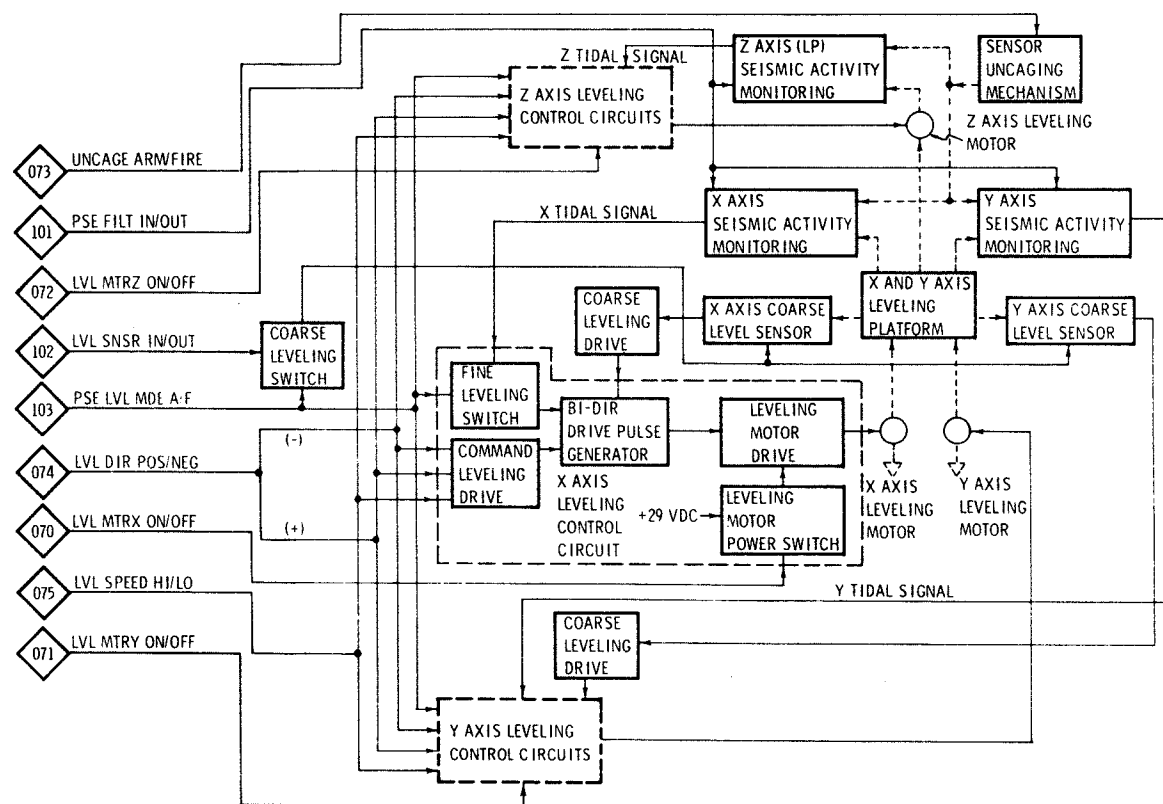 Z TIDAL SIGNAL
Z AXIS (LP)
SEISMIC ACTIVITY
MONITORING
SENSOR
UNCAGING
MECHANISM
Z AXIS LEVELING
CONTROL CIRCUITS
Z AXIS LEVELING
MOTOR
073
UNCAGE ARM/FIRE
101
PSE FILT IN/OUT
X TIDAL SIGNAL
X AXIS
SEISMIC ACTIVITY
MONITORING
Y AXIS
SEISMIC ACTIVITY
MONITORING
072
LVL MTRZ ON/OFF
X AND Y AXIS
LEVELING
PLATFORM
COARSE
LEVELING
DRIVE
X AXIS COARSE
LEVEL SENSOR
Y AXIS COARSE
LEVEL SENSOR
102
LVL SNSR IN/OUT
COARSE
LEVELING
SWITCH
103
PSE LVL MDE A/F
FINE
LEVELING
SWITCH
BI-DIR
DRIVE PULSE
GENERATOR
LEVELING
MOTOR
DRIVE
074
LVL DIR POS/NEG
(-)
(+)
COMMAND
LEVELING
DRIVE
X AXIS
LEVELING
CONTROL
CIRCUIT
+29 VDC
LEVELING
MOTOR
POWER SWITCH
X AXIS
LEVELING
MOTOR
Y AXIS
LEVELING
MOTOR
070
LVL MTRX ON/OFF
075
LVL SPEED HI/LO
Y TIDAL SIGNAL
071
LVL MTRY ON/OFF
COARSE
LEVELING
DRIVE
Y AXIS LEVELING
CONTROL CIRCUITS